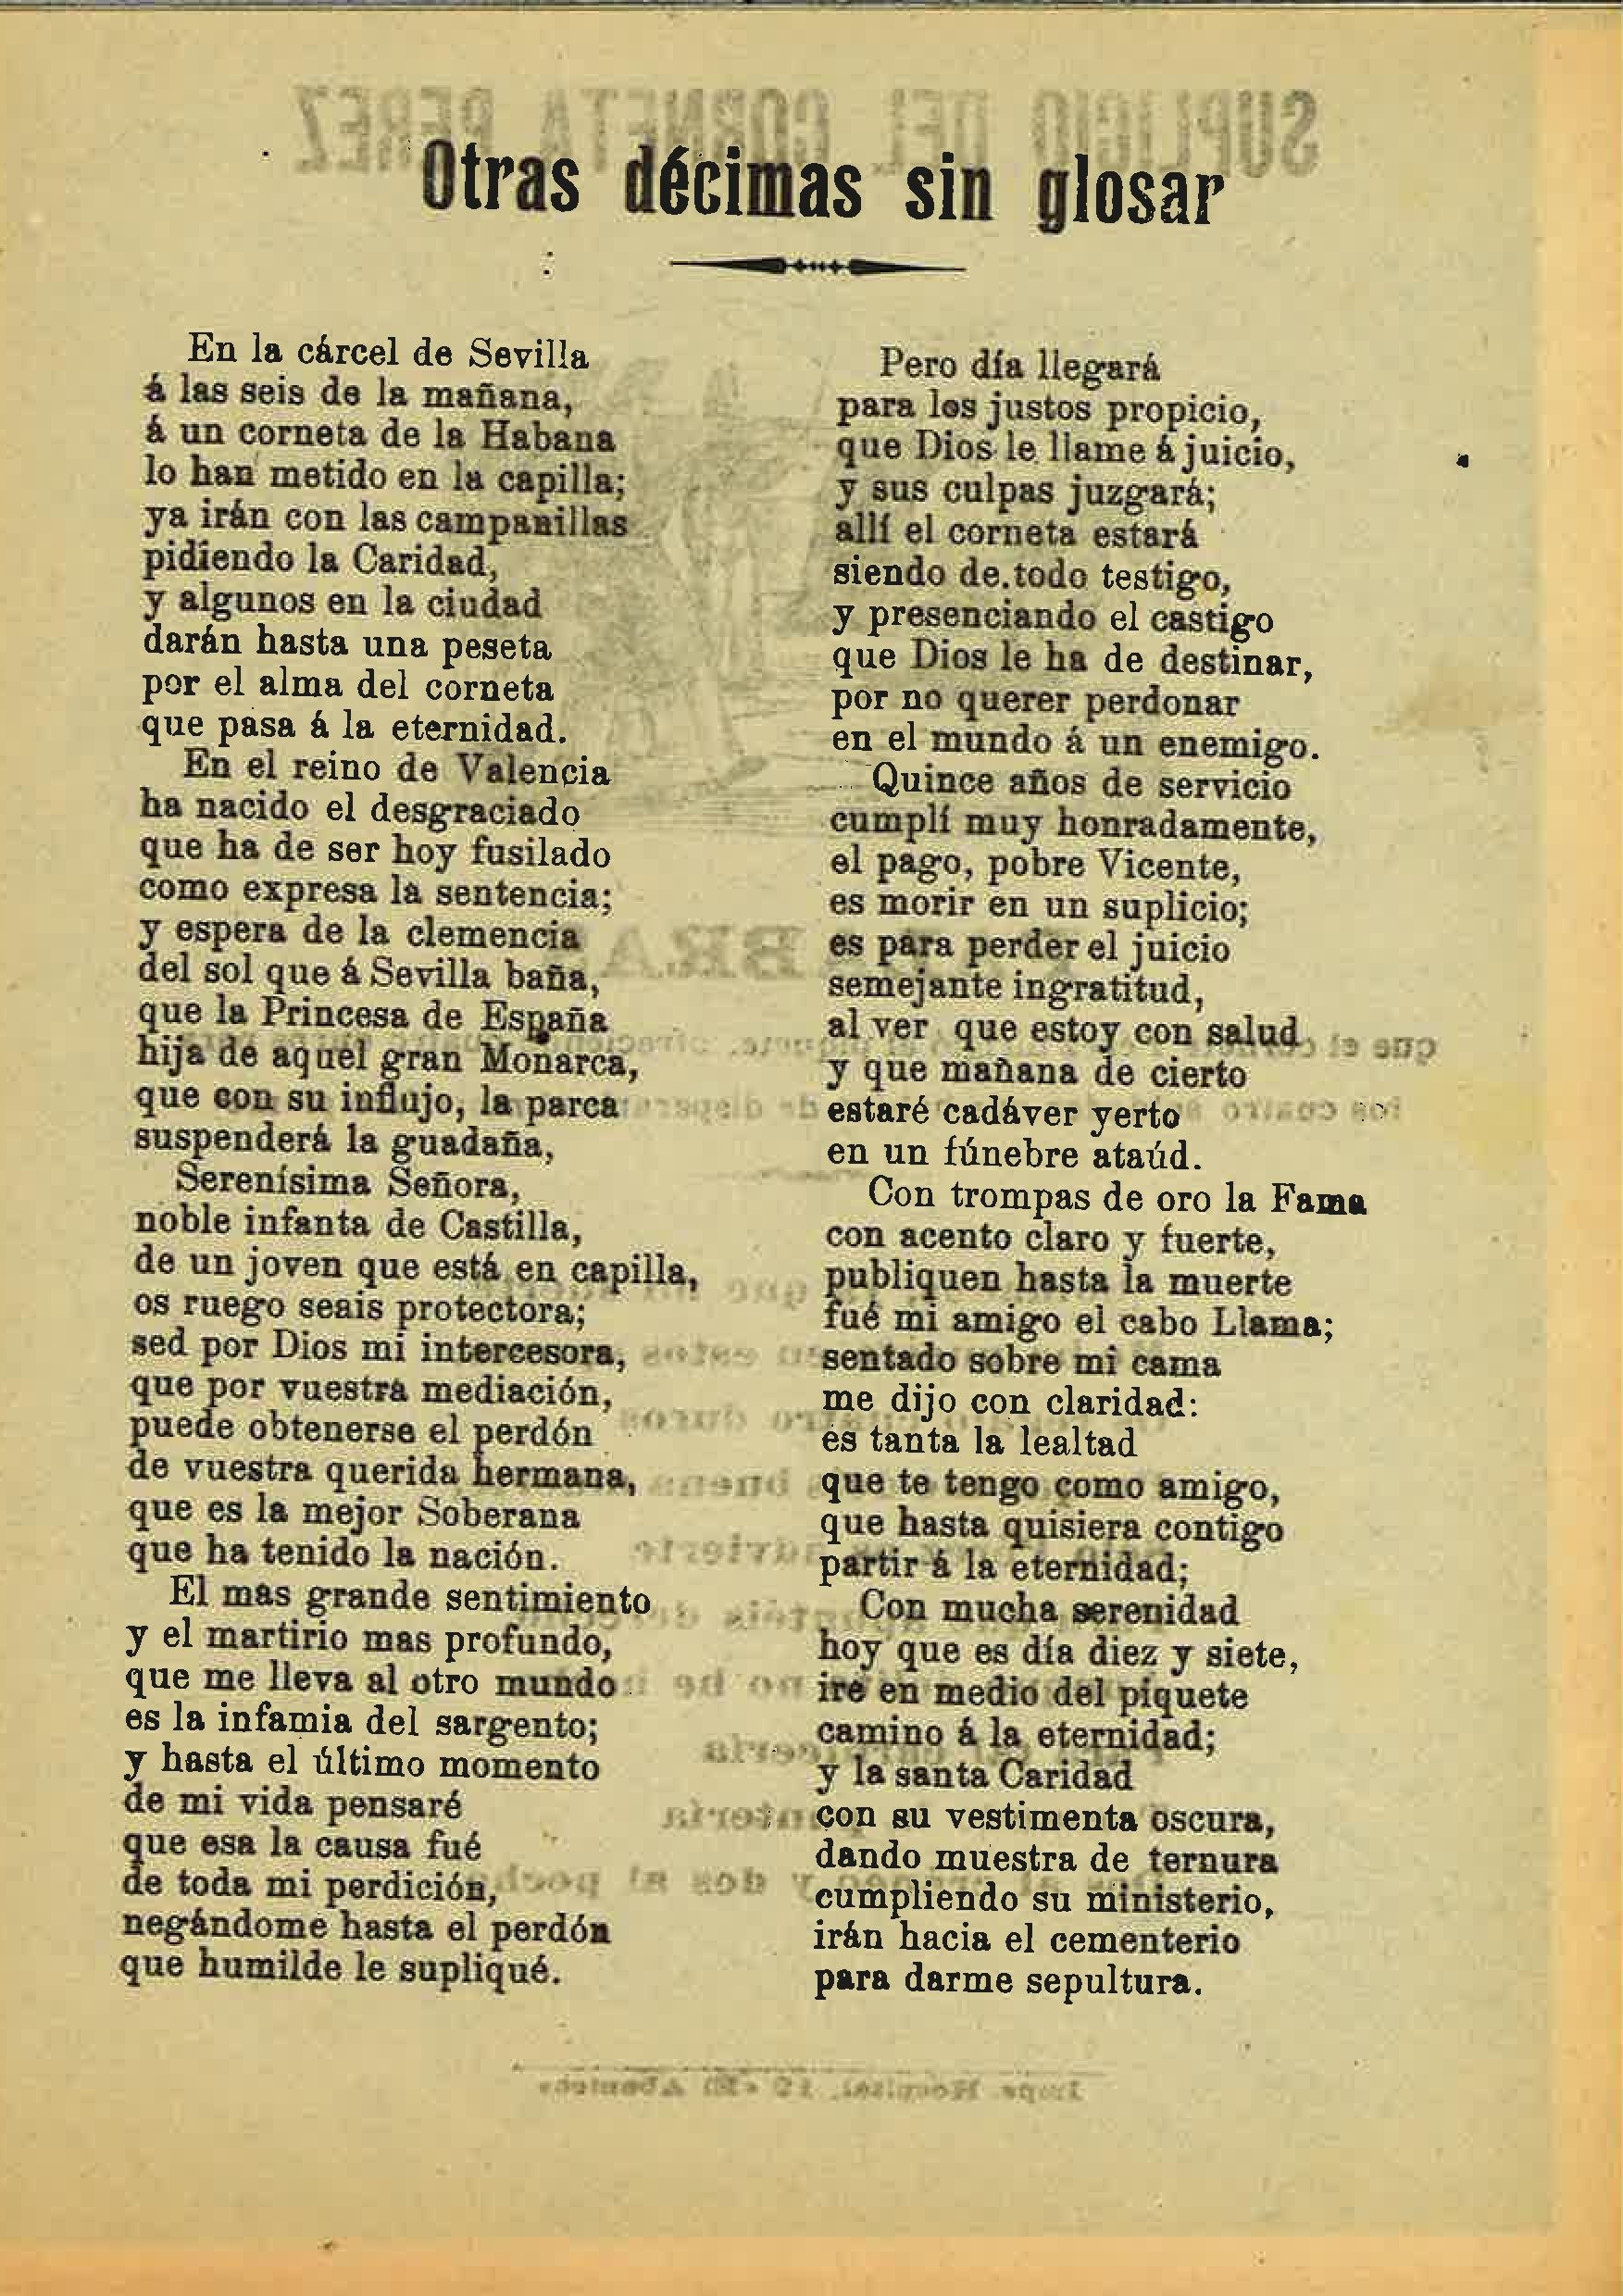 Otras décimas sin glosar
En la cárcel de Sevilla
á las seis de la mañana,
á un corneta de la Habana
lo han metido en la capilla;
ya irán con las campanillas
pidiendo la Caridad,
y algunos en la ciudad
darán hasta una peseta
por el alma del corneta
que pasa á la eternidad.
En el reino de Valencia
ha nacido el desgraciado
que ha de ser hoy fusilado
como expresa la sentencia;
y espera de la clemencia
del sol que á Sevilla baña,
que la Princesa de España
hija de aquel gran Monarca,
que con su influjo, la parca
suspenderá la guadaña,
Serenísima Señora,
noble infanta de Castilla,
de un joven que está en capilla,
os ruego seais protectora;
sed por Dios mi intercesora,
que por vuestra mediación,
puede obtenerse el perdón
de vuestra querida hermana,
que es la mejor Soberana
que ha tenido la nación.
El mas grande sentimiento
y el martirio mas profundo,
que me lleva al otro mundo
es la infamia del sargento;
y hasta el último momento
de mi vida pensaré
que esa la causa fué
de toda mi perdición,
negándome hasta el perdón
que humilde le supliqué.
Pero día llegará
para los justos propicio,
que Dios le llame á juicio,
y sus culpas juzgará;
allí el corneta estará
siendo de todo testigo,
y presenciando el castigo
que Dios le ha de destinar,
por no querer perdonar
en el mundo á un enemigo.
Quince años de servicio
cumplí muy honradamente,
el pago, pobre Vicente,
es morir en un suplicio;
es para perder el juicio
semejante ingratitud,
al ver que estoy con salud
y que mañana de cierto
estaré cadáver yerto
en un fúnebre ataúd.
Con trompas de oro la Fama
con acento claro y fuerte,
publiquen hasta la muerte
fué mi amigo el cabo Llama;
sentado sobre mi cama
me dijo con claridad:
es tanta la lealtad
que te tengo como amigo,
que hasta quisiera contigo
partir á la eternidad;
Con mucha serenidad
hoy que es día diez y siete,
iré en medio del piquete
camino á la eternidad;
y la santa Caridad
con su vestimenta oscura,
dando muestra de ternura
cumpliendo su ministerio,
irán hacia el cementerio
para darme sepultura.